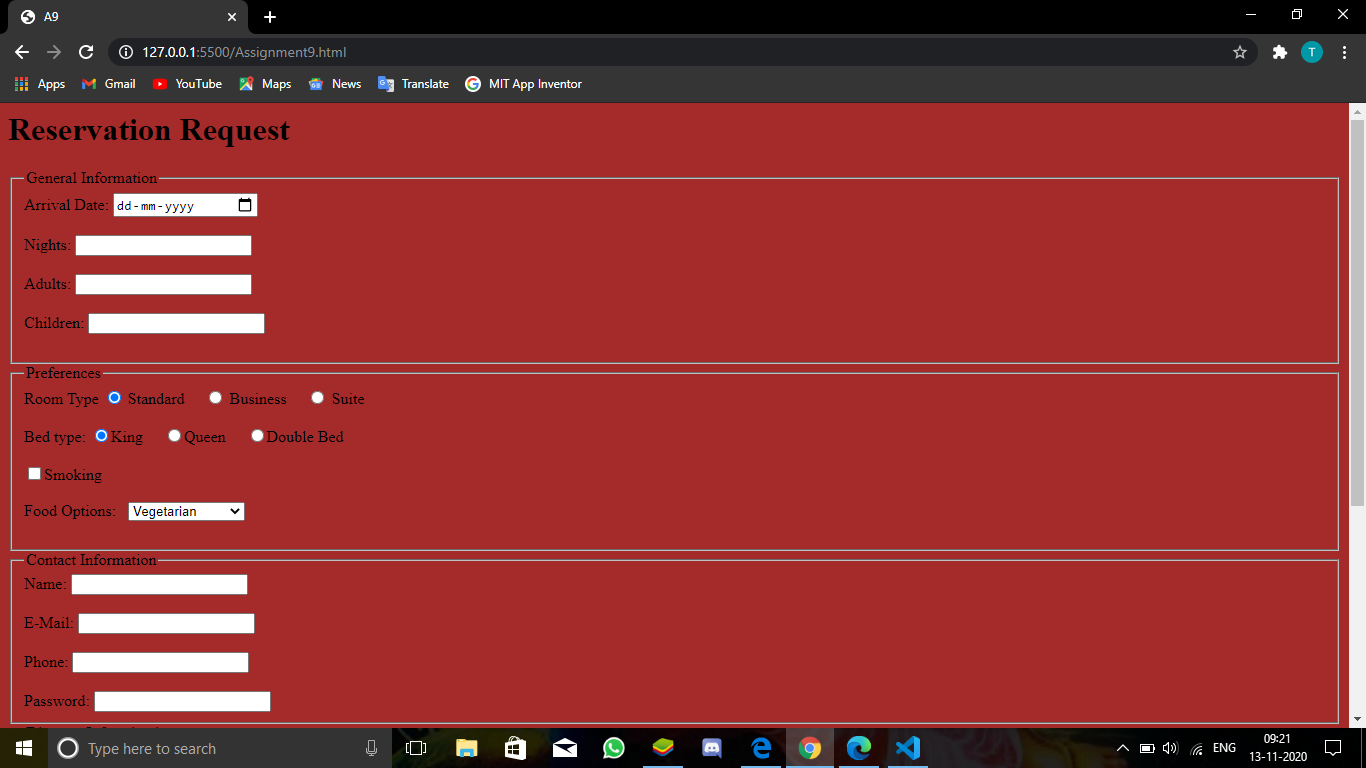 A9
127.0.0.1:5500/Assignment9.html
T
Apps Gmail YouTube Maps News Translate MIT App Inventor
Reservation Request
General Information
Arrival Date: dd-mm-yyyy
Nights:
Adults:
Children:
Preferences
Room Type Standard Business Suite
Bed type: King Queen Double Bed
Smoking
Food Options: Vegetarian
Contact Information
Name:
E-Mail:
Phone:
Password:
Type here to search
ENG
09:21
13-11-2020